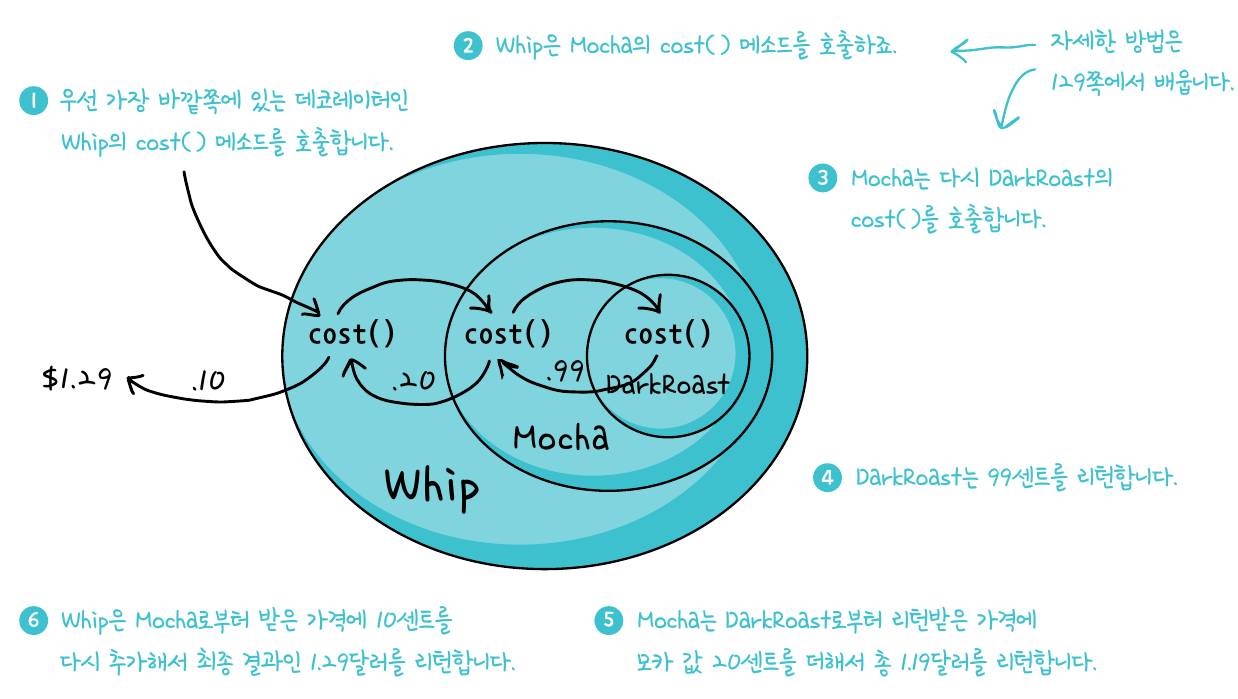 ❷ Whip은 Mocha의 cost() 메소드를 호출하죠.
자세한 방법은
129쪽에서 배웁니다.
❶ 우선 가장 바깥쪽에 있는 데코레이터인
Whip의 cost() 메소드를 호출합니다.
❸ Mocha는 다시 DarkRoast의
cost()를 호출합니다.
cost()
cost()
cost()
$1.29
.10
.20
.99
DarkRoast
Mocha
Whip
❹ DarkRoast는 99센트를 리턴합니다.
❻ Whip은 Mocha로부터 받은 가격에 10센트를
다시 추가해서 최종 결과인 1.29달러를 리턴합니다.
❺ Mocha는 DarkRoast로부터 리턴받은 가격에
모카 값 20센트를 더해서 총 1.19달러를 리턴합니다.